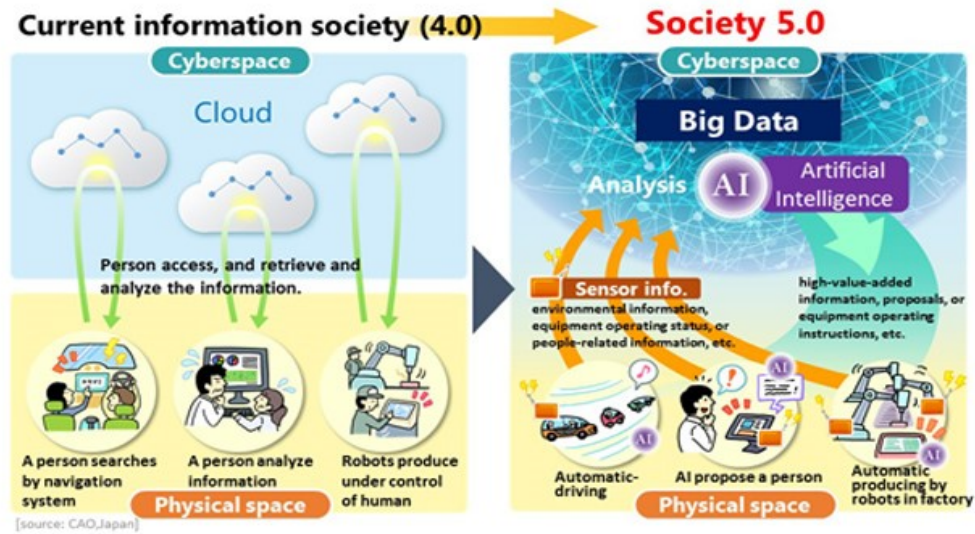 Current information society (4.0)
Cyberspace
Cloud
Person access, and retrieve and
analyze the information.
A person searches
by navigation
system
A person analyze
information
Robots produce
under control
of human
Physical space
[source: CAO,Japan]
Society 5.0
Cyberspace
Big Data
Analysis
AI
Artificial
Intelligence
Sensor info.
environmental information,
equipment operating status, or
people-related information, etc.
high-value-added
information, proposals, or
equipment operating
instructions, etc.
AI
AI
AI
Automatic-
driving
AI propose a person
Automatic
producing by
robots in factory
Physical space